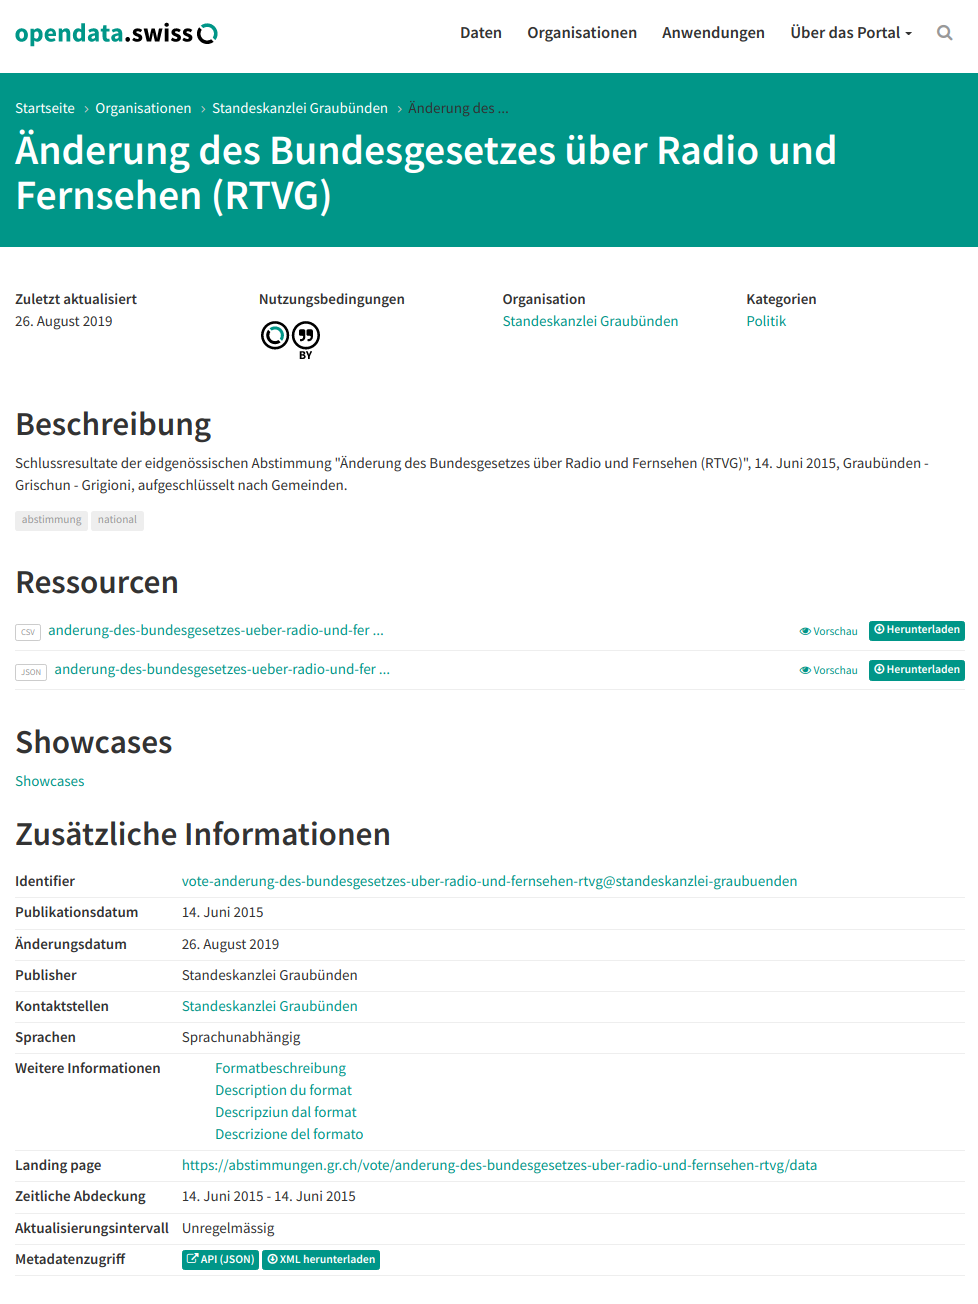 opendata.swiss
Daten Organisationen Anwendungen Über das Portal
Startseite › Organisationen › Standeskanzlei Graubünden › Änderung des ...
Änderung des Bundesgesetzes über Radio und
Fernsehen (RTVG)
Zuletzt aktualisiert Nutzungsbedingungen Organisation Kategorien
26. August 2019 Standeskanzlei Graubünden Politik
BY
Beschreibung
Schlussresultate der eidgenössischen Abstimmung "Änderung des Bundesgesetzes über Radio und Fernsehen (RTVG)", 14. Juni 2015, Graubünden -
Grischun - Grigioni, aufgeschlüsselt nach Gemeinden.
abstimmung national
Ressourcen
CSV anderung-des-bundesgesetzes-ueber-radio-und-fer ... Vorschau Herunterladen
JSON anderung-des-bundesgesetzes-ueber-radio-und-fer ... Vorschau Herunterladen
Showcases
Showcases
Zusätzliche Informationen
Identifier vote-anderung-des-bundesgesetzes-uber-radio-und-fernsehen-rtvg@standeskanzlei-graubuenden
Publikationsdatum 14. Juni 2015
Änderungsdatum 26. August 2019
Publisher Standeskanzlei Graubünden
Kontaktstellen Standeskanzlei Graubünden
Sprachen Sprachunabhängig
Weitere Informationen Formatbeschreibung
Description du format
Descripziun dal format
Descrizione del formato
Landing page https://abstimmungen.gr.ch/vote/anderung-des-bundesgesetzes-uber-radio-und-fernsehen-rtvg/data
Zeitliche Abdeckung 14. Juni 2015 - 14. Juni 2015
Aktualisierungsintervall Unregelmässig
Metadatenzugriff API (JSON) XML herunterladen